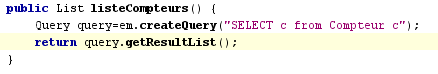 public List listeCompteurs() {
Query query=em.createQuery("SELECT c from Compteur c");
return query.getResultList();
}